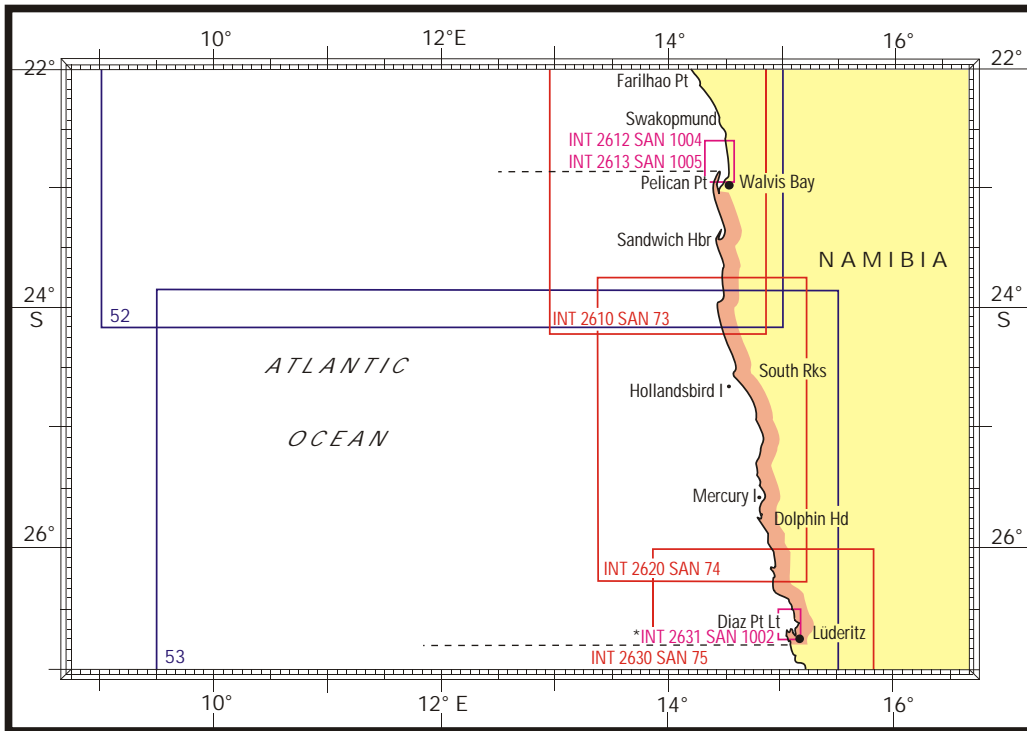 10° 12° E 14° 16°
22° 22°
Farilhao Pt
Swakopmund
INT 2612 SAN 1004
INT 2613 SAN 1005
Pelican Pt Walvis Bay
Sandwich Hbr
NAMIBIA
24° 24°
S S
52 INT 2610 SAN 73
ATLANTIC
South Rks
Hollandsbird I
OCEAN
Mercury I
Dolphin Hd
26° 26°
INT 2620 SAN 74
Diaz Pt Lt Lüderitz
*INT 2631 SAN 1002
53 INT 2630 SAN 75
10° 12° E 14° 16°